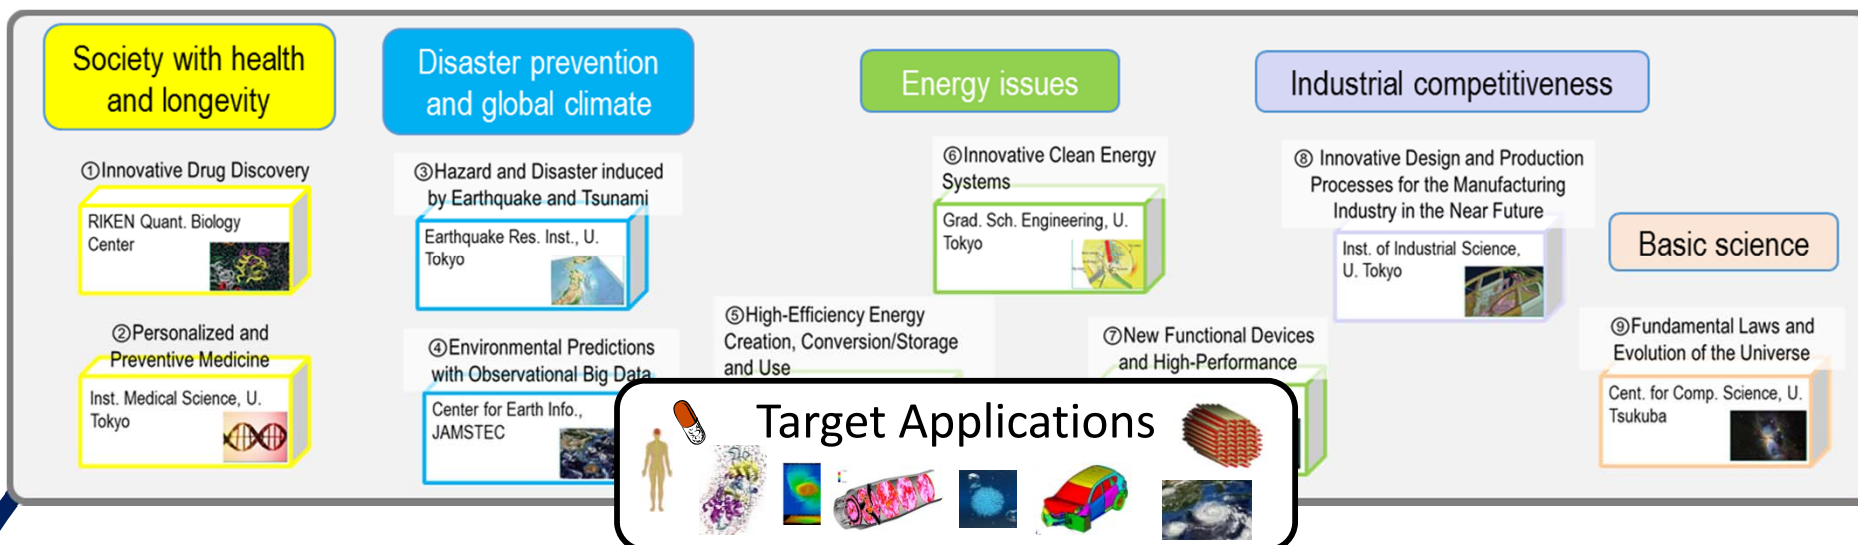 Society with health
and longevity
①Innovative Drug Discovery
RIKEN Quant. Biology
Center
②Personalized and
Preventive Medicine
Inst. Medical Science, U.
Tokyo
Disaster prevention
and global climate
③Hazard and Disaster induced
by Earthquake and Tsunami
Earthquake Res. Inst., U.
Tokyo
④Environmental Predictions
with Observational Big Data
Center for Earth Info.,
JAMSTEC
Energy issues
⑤High-Efficiency Energy
Creation, Conversion/Storage
and Use
⑥Innovative Clean Energy
Systems
Grad. Sch. Engineering, U.
Tokyo
⑦New Functional Devices
and High-Performance
Industrial competitiveness
⑧ Innovative Design and Production
Processes for the Manufacturing
Industry in the Near Future
Inst. of Industrial Science,
U. Tokyo
Basic science
⑨Fundamental Laws and
Evolution of the Universe
Cent. for Comp. Science, U.
Tsukuba
Target Applications